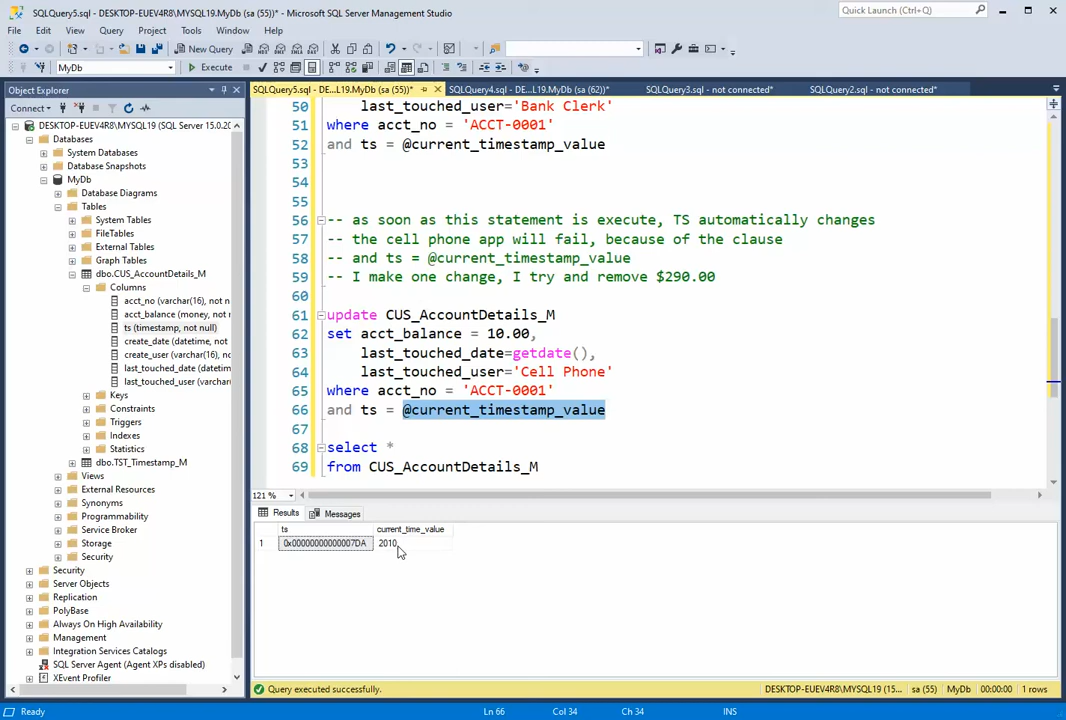 SQLQuery5.sql - DESKTOP-EUEV4R8\MYSQL19.MyDb (sa (55))* - Microsoft SQL Server Management Studio
Quick Launch (Ctrl+Q)
File Edit View Query Project Tools Window Help
New Query
MyDb
Execute
Object Explorer
Connect
DESKTOP-EUEV4R8\MYSQL19 (SQL Server 15.0.20
Databases
System Databases
Database Snapshots
MyDb
Database Diagrams
Tables
System Tables
FileTables
External Tables
Graph Tables
dbo.CUS_AccountDetails_M
Columns
acct_no (varchar(16), not n
acct_balance (money, not n
ts (timestamp, not null)
create_date (datetime, not
create_user (varchar(16), n
last_touched_date (datetim
last_touched_user (varchar
Keys
Constraints
Triggers
Indexes
Statistics
dbo.TST_Timestamp_M
Views
External Resources
Synonyms
Programmability
Service Broker
Storage
Security
Security
Server Objects
Replication
PolyBase
Always On High Availability
Management
Integration Services Catalogs
SQL Server Agent (Agent XPs disabled)
XEvent Profiler
SQLQuery5.sql - DE...L19.MyDb (sa (55))* SQLQuery4.sql - DE...L19.MyDb (sa (62))* SQLQuery3.sql - not connected* SQLQuery2.sql - not connected*
50 last_touched_user='Bank Clerk'
51 where acct_no = 'ACCT-0001'
52 and ts = @current_timestamp_value
53
54
55
56 -- as soon as this statement is execute, TS automatically changes
57 -- the cell phone app will fail, because of the clause
58 -- and ts = @current_timestamp_value
59 -- I make one change, I try and remove $290.00
60
61 update CUS_AccountDetails_M
62 set acct_balance = 10.00,
63 last_touched_date=getdate(),
64 last_touched_user='Cell Phone'
65 where acct_no = 'ACCT-0001'
66 and ts = @current_timestamp_value
67
68 select *
69 from CUS_AccountDetails_M
121 %
Results Messages
ts current_time_value
1 0x00000000000007DA 2010
Query executed successfully. DESKTOP-EUEV4R8\MYSQL19 (15... sa (55) MyDb 00:00:00 1 rows
Ready Ln 66 Col 34 Ch 34 INS